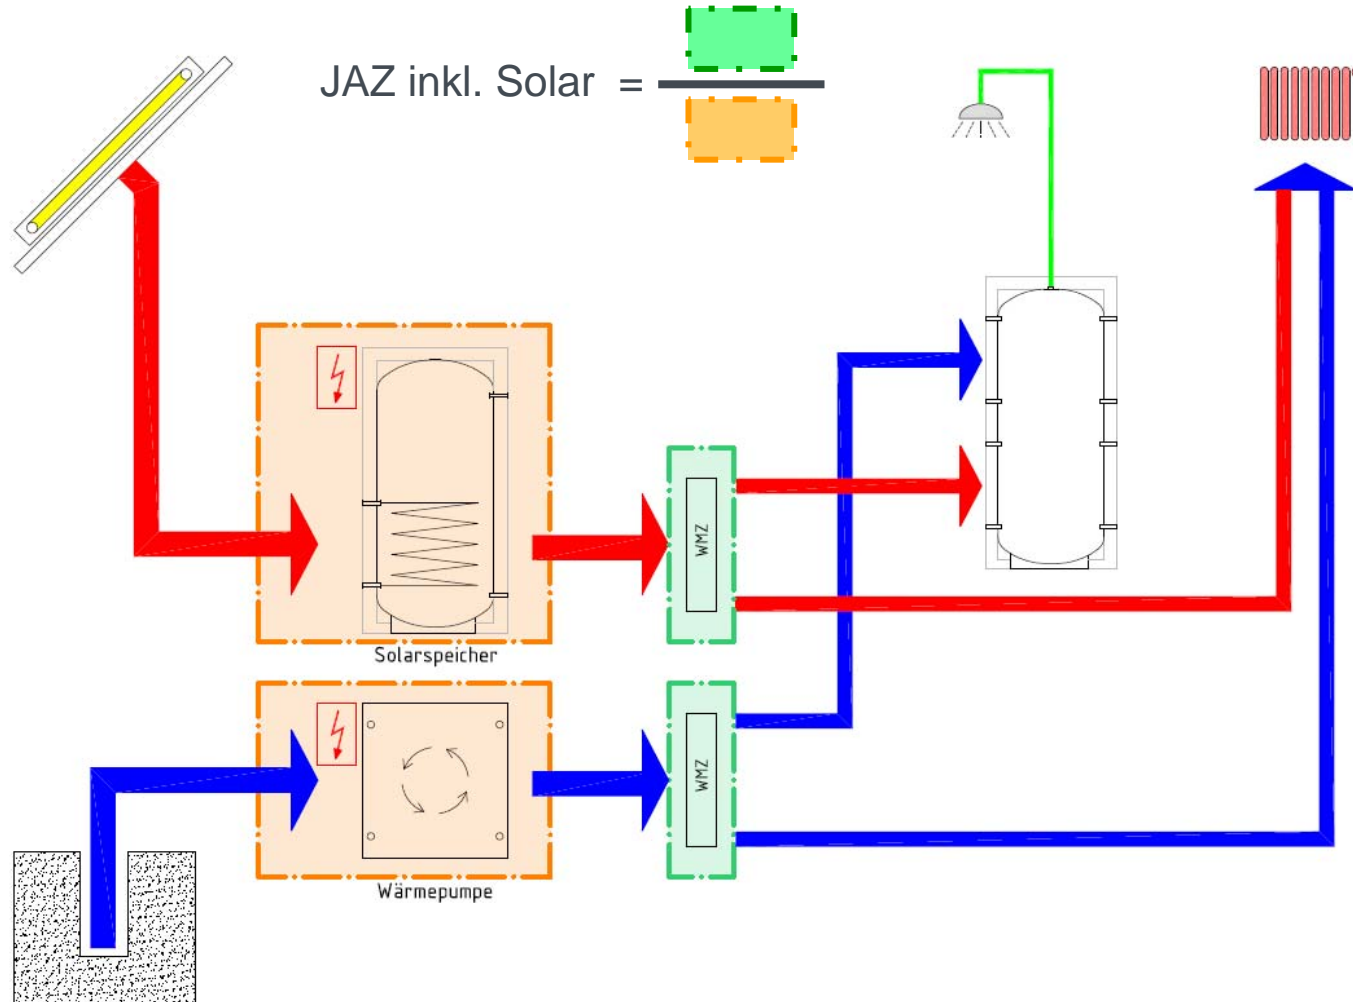 JAZ inkl. Solar =
WMZ
Solarspeicher
WMZ
Wärmepumpe